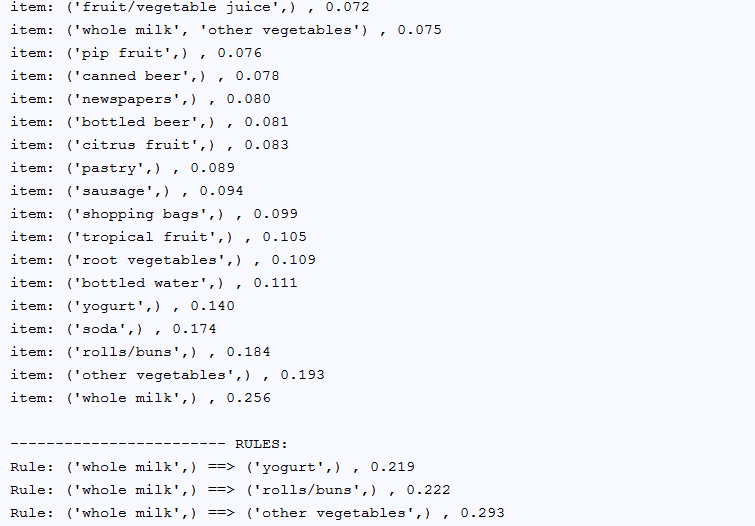 item: ('fruit/vegetable juice',) , 0.072
item: ('whole milk', 'other vegetables') , 0.075
item: ('pip fruit',) , 0.076
item: ('canned beer',) , 0.078
item: ('newspapers',) , 0.080
item: ('bottled beer',) , 0.081
item: ('citrus fruit',) , 0.083
item: ('pastry',) , 0.089
item: ('sausage',) , 0.094
item: ('shopping bags',) , 0.099
item: ('tropical fruit',) , 0.105
item: ('root vegetables',) , 0.109
item: ('bottled water',) , 0.111
item: ('yogurt',) , 0.140
item: ('soda',) , 0.174
item: ('rolls/buns',) , 0.184
item: ('other vegetables',) , 0.193
item: ('whole milk',) , 0.256
------------------------ RULES:
Rule: ('whole milk',) ==> ('yogurt',) , 0.219
Rule: ('whole milk',) ==> ('rolls/buns',) , 0.222
Rule: ('whole milk',) ==> ('other vegetables',) , 0.293